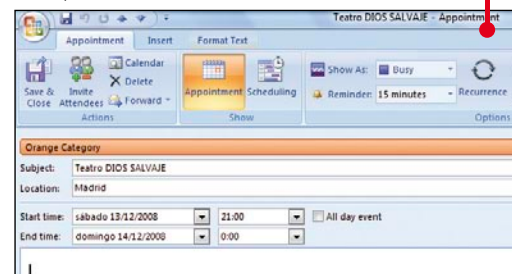 Teatro DIOS SALVAJE - Appointment
Appointment Insert Format Text
Save & Close
Invite Attendees
Calendar
Delete
Forward
Actions
Appointment Scheduling
Show
Show As: Busy
Reminder: 15 minutes
Recurrence
Options
Orange Category
Subject: Teatro DIOS SALVAJE
Location: Madrid
Start time: sábado 13/12/2008 21:00 All day event
End time: domingo 14/12/2008 0:00